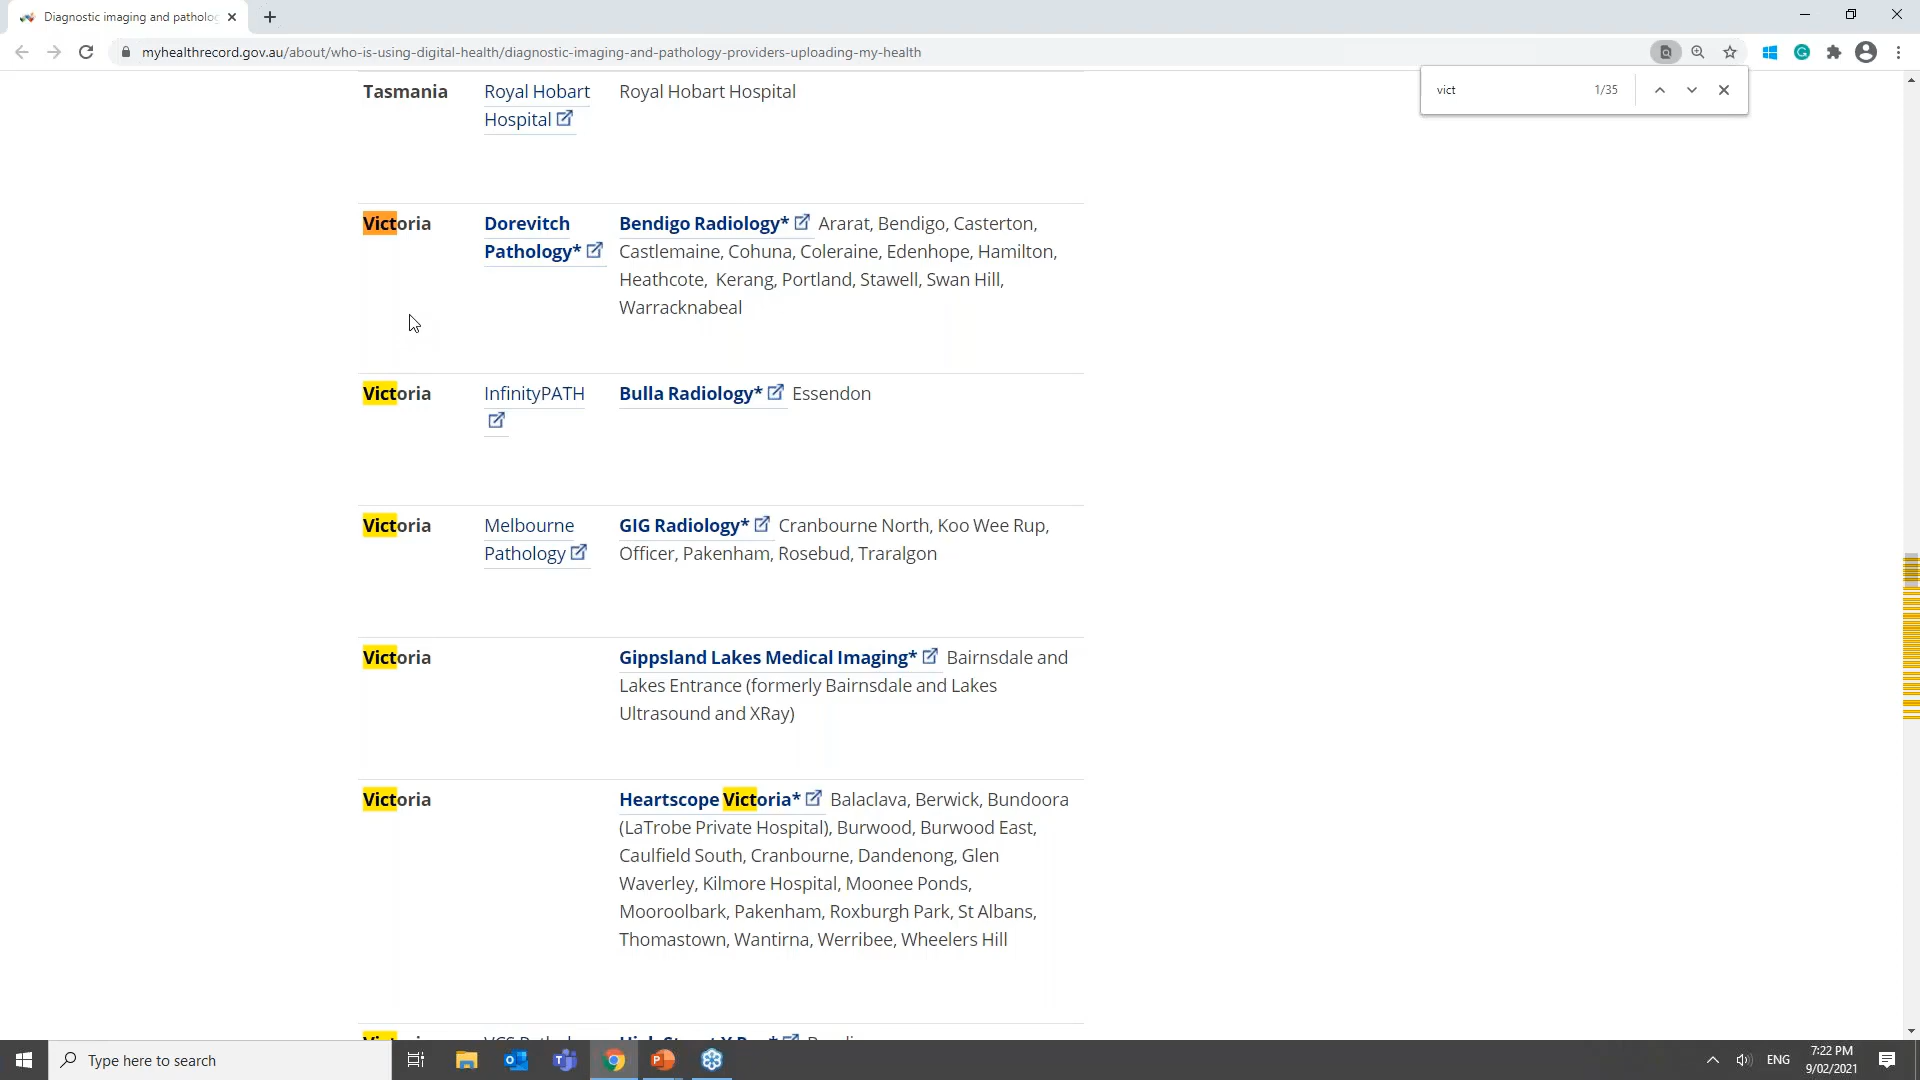 Diagnostic imaging and patholo
myhealthrecord.gov.au/about/who-is-using-digital-health/diagnostic-imaging-and-pathology-providers-uploading-my-health
vict 1/35
Tasmania Royal Hobart Royal Hobart Hospital
Hospital
Victoria Dorevitch Bendigo Radiology* Ararat, Bendigo, Casterton,
Pathology* Castlemaine, Cohuna, Coleraine, Edenhope, Hamilton,
Heathcote, Kerang, Portland, Stawell, Swan Hill,
Warracknabeal
Victoria InfinityPATH Bulla Radiology* Essendon
Victoria Melbourne GIG Radiology* Cranbourne North, Koo Wee Rup,
Pathology Officer, Pakenham, Rosebud, Traralgon
Victoria Gippsland Lakes Medical Imaging* Bairnsdale and
Lakes Entrance (formerly Bairnsdale and Lakes
Ultrasound and XRay)
Victoria Heartscope Victoria* Balaclava, Berwick, Bundoora
(LaTrobe Private Hospital), Burwood, Burwood East,
Caulfield South, Cranbourne, Dandenong, Glen
Waverley, Kilmore Hospital, Moonee Ponds,
Mooroolbark, Pakenham, Roxburgh Park, St Albans,
Thomastown, Wantirna, Werribee, Wheelers Hill
Type here to search
ENG
7:22 PM
9/02/2021